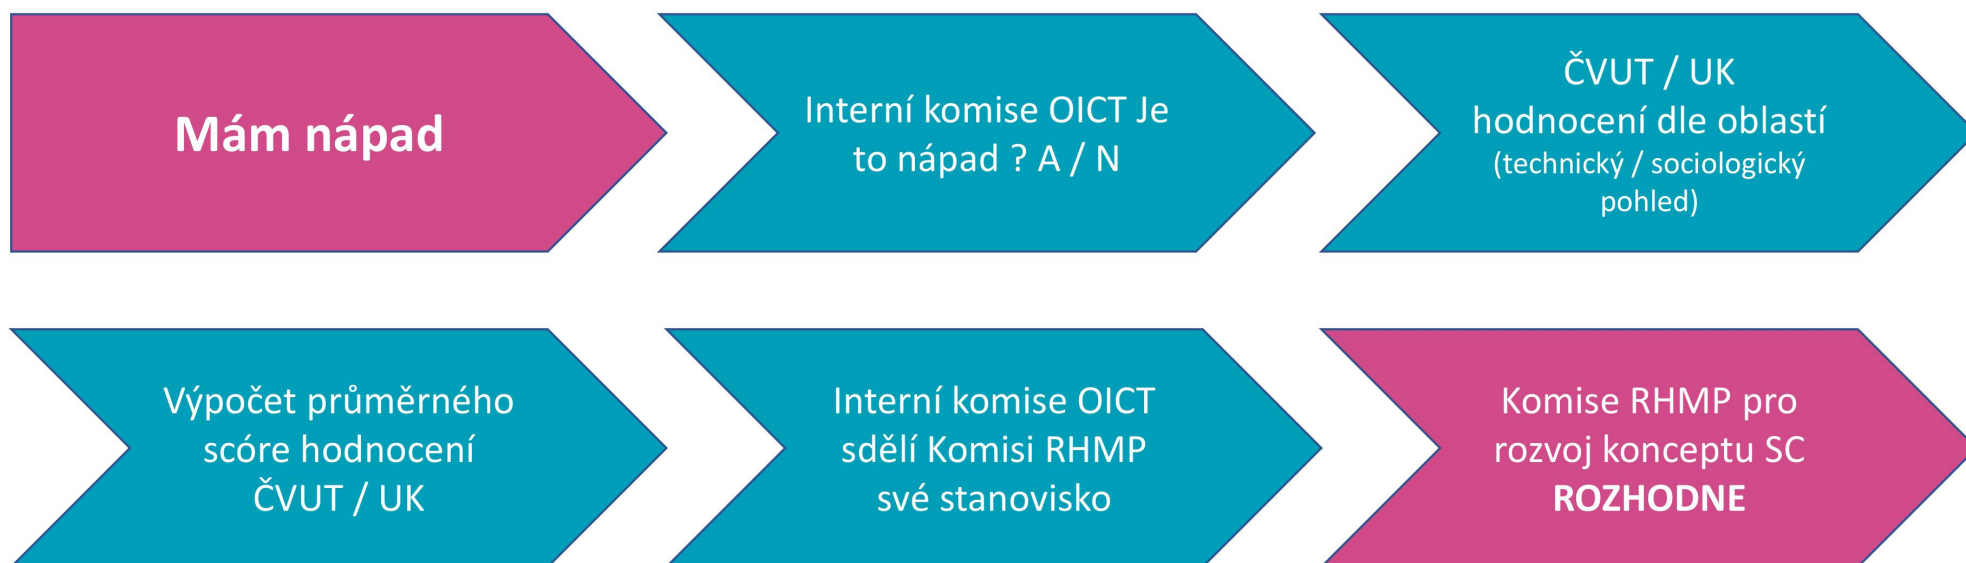 Mám nápad
Interní komise OICT Je
to nápad ? A / N
ČVUT / UK
hodnocení dle oblastí
(technický / sociologický
pohled)
Výpočet průměrného
scóre hodnocení
ČVUT / UK
Interní komise OICT
sdělí Komisi RHMP
své stanovisko
Komise RHMP pro
rozvoj konceptu SC
ROZHODNE